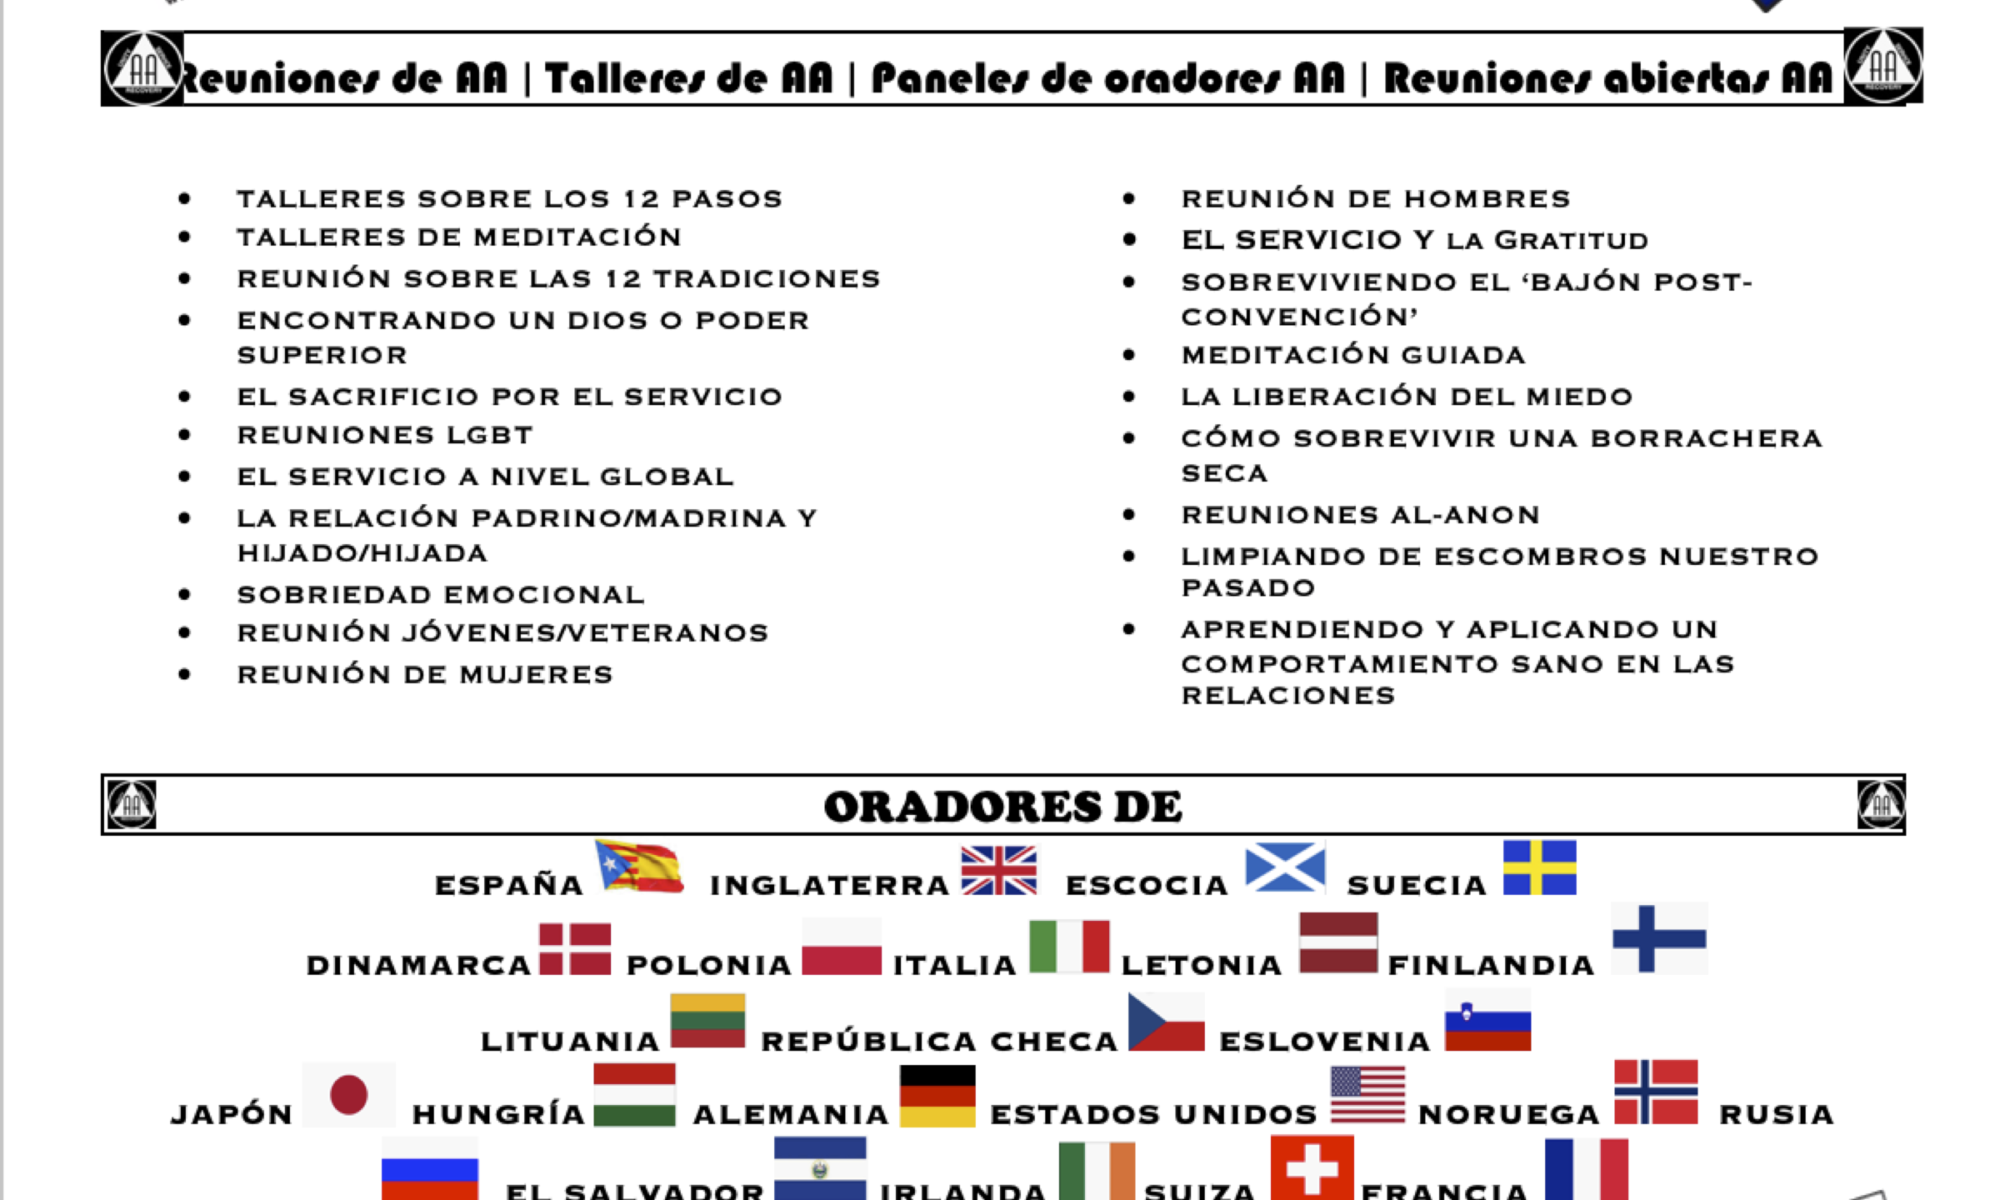 Reuniones de AA | Talleres de AA | Paneles de oradores AA | Reuniones abiertas AA
• TALLERES SOBRE LOS 12 PASOS
• TALLERES DE MEDITACIÓN
• REUNIÓN SOBRE LAS 12 TRADICIONES
• ENCONTRANDO UN DIOS O PODER
SUPERIOR
• EL SACRIFICIO POR EL SERVICIO
• REUNIONES LGBT
• EL SERVICIO A NIVEL GLOBAL
• LA RELACIÓN PADRINO/MADRINA Y
HIJADO/HIJADA
• SOBRIEDAD EMOCIONAL
• REUNIÓN JÓVENES/VETERANOS
• REUNIÓN DE MUJERES
• REUNIÓN DE HOMBRES
• EL SERVICIO Y LA GRATITUD
• SOBREVIVIENDO EL ‘BAJÓN POST-
CONVENCIÓN’
• MEDITACIÓN GUIADA
• LA LIBERACIÓN DEL MIEDO
• CÓMO SOBREVIVIR UNA BORRACHERA
SECA
• REUNIONES AL-ANON
• LIMPIANDO DE ESCOMBROS NUESTRO
PASADO
• APRENDIENDO Y APLICANDO UN
COMPORTAMIENTO SANO EN LAS
RELACIONES
AA
ORADORES DE
AA
ESPAÑA INGLATERRA ESCOCIA SUECIA
DINAMARCA POLONIA ITALIA LETONIA FINLANDIA
LITUANIA REPÚBLICA CHECA ESLOVENIA
JAPÓN HUNGRÍA ALEMANIA ESTADOS UNIDOS NORUEGA RUSIA
EL SALVADOR IRLANDA SUIZA FRANCIA